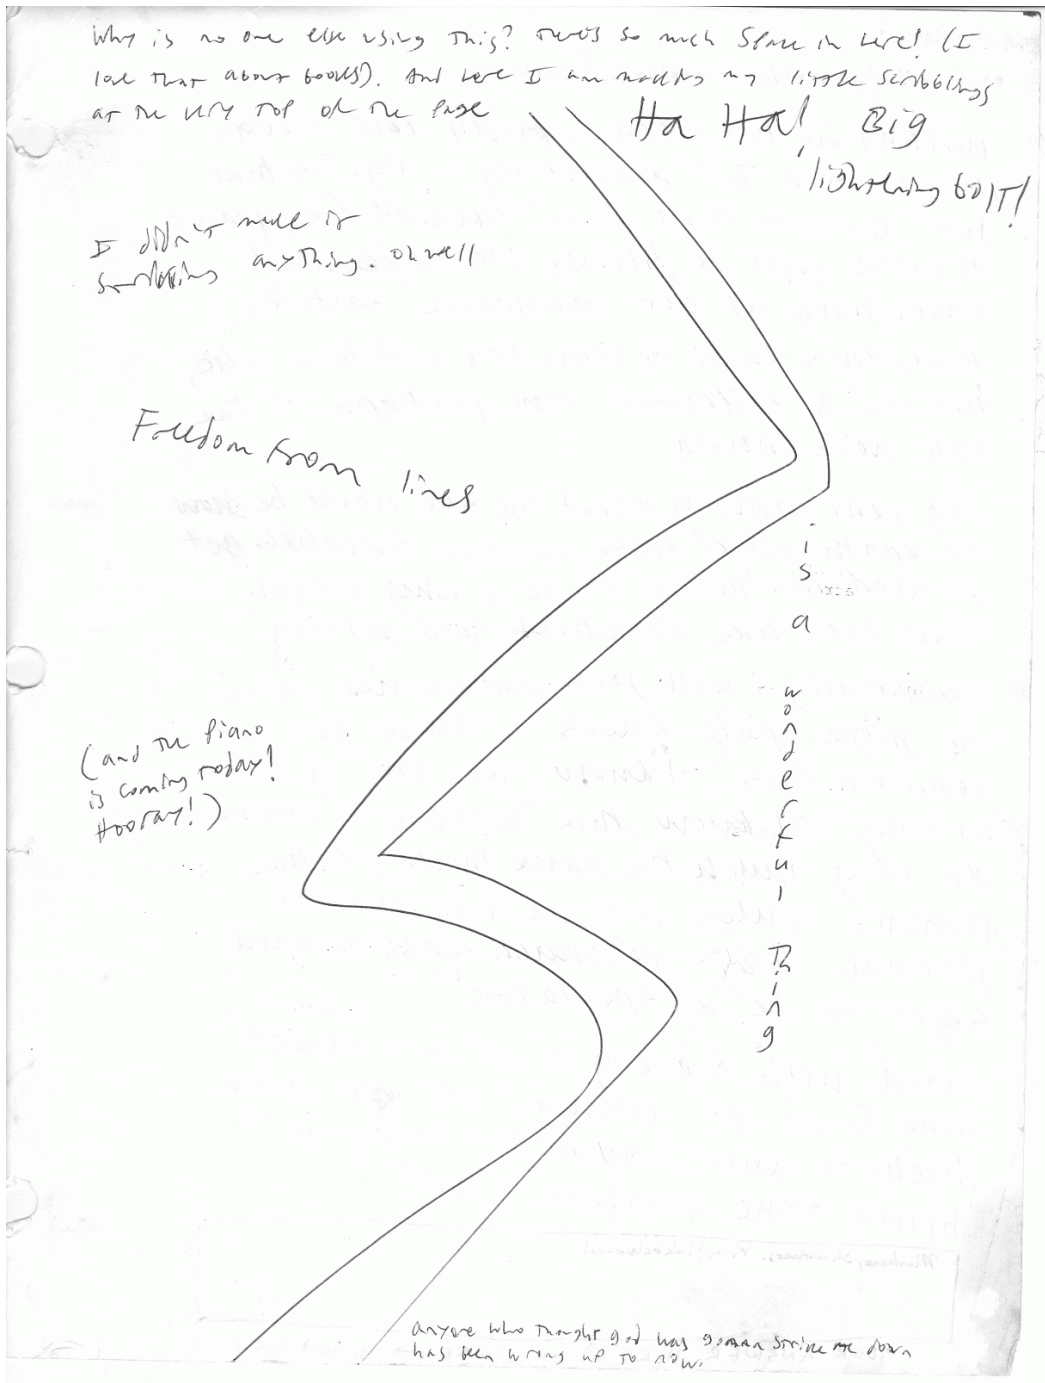 Why is no one else using this? There's so much space in here! (I
love that about books). And here I am making my little scribblings
at the very top of the page
Ha Ha! Big
lightning bolt!
I didn't mule it
scribbling anything. oh well
Freedom from lines
is a wonderful Thing
(and the piano
is coming today!
Hooray!)
anyone who thought god was gonna strike me down
has been wrong up to now.